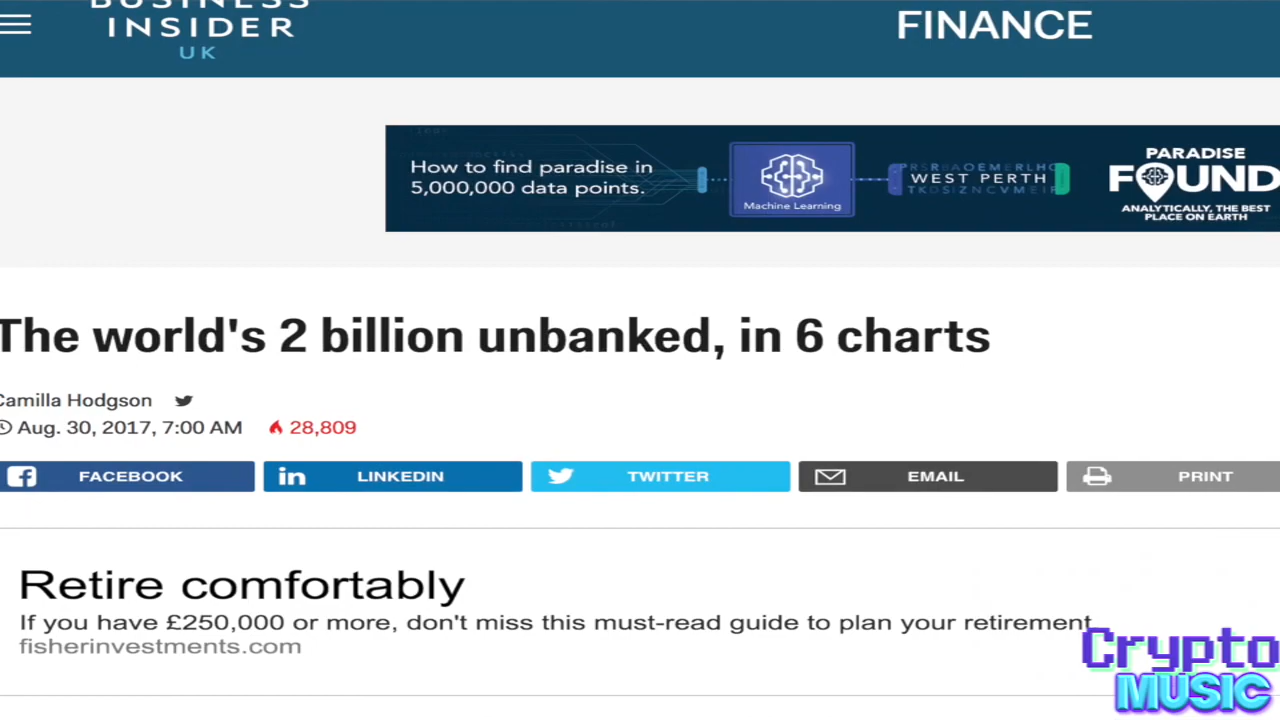 BUSINESS
INSIDER
UK
FINANCE
How to find paradise in
5,000,000 data points.
Machine Learning
WEST PERTH
PARADISE
FOUND
ANALYTICALLY, THE BEST
PLACE ON EARTH
The world's 2 billion unbanked, in 6 charts
Camilla Hodgson
Aug. 30, 2017, 7:00 AM 28,809
FACEBOOK LINKEDIN TWITTER EMAIL PRINT
Retire comfortably
If you have £250,000 or more, don't miss this must-read guide to plan your retirement.
fisherinvestments.com
Crypto
MUSIC